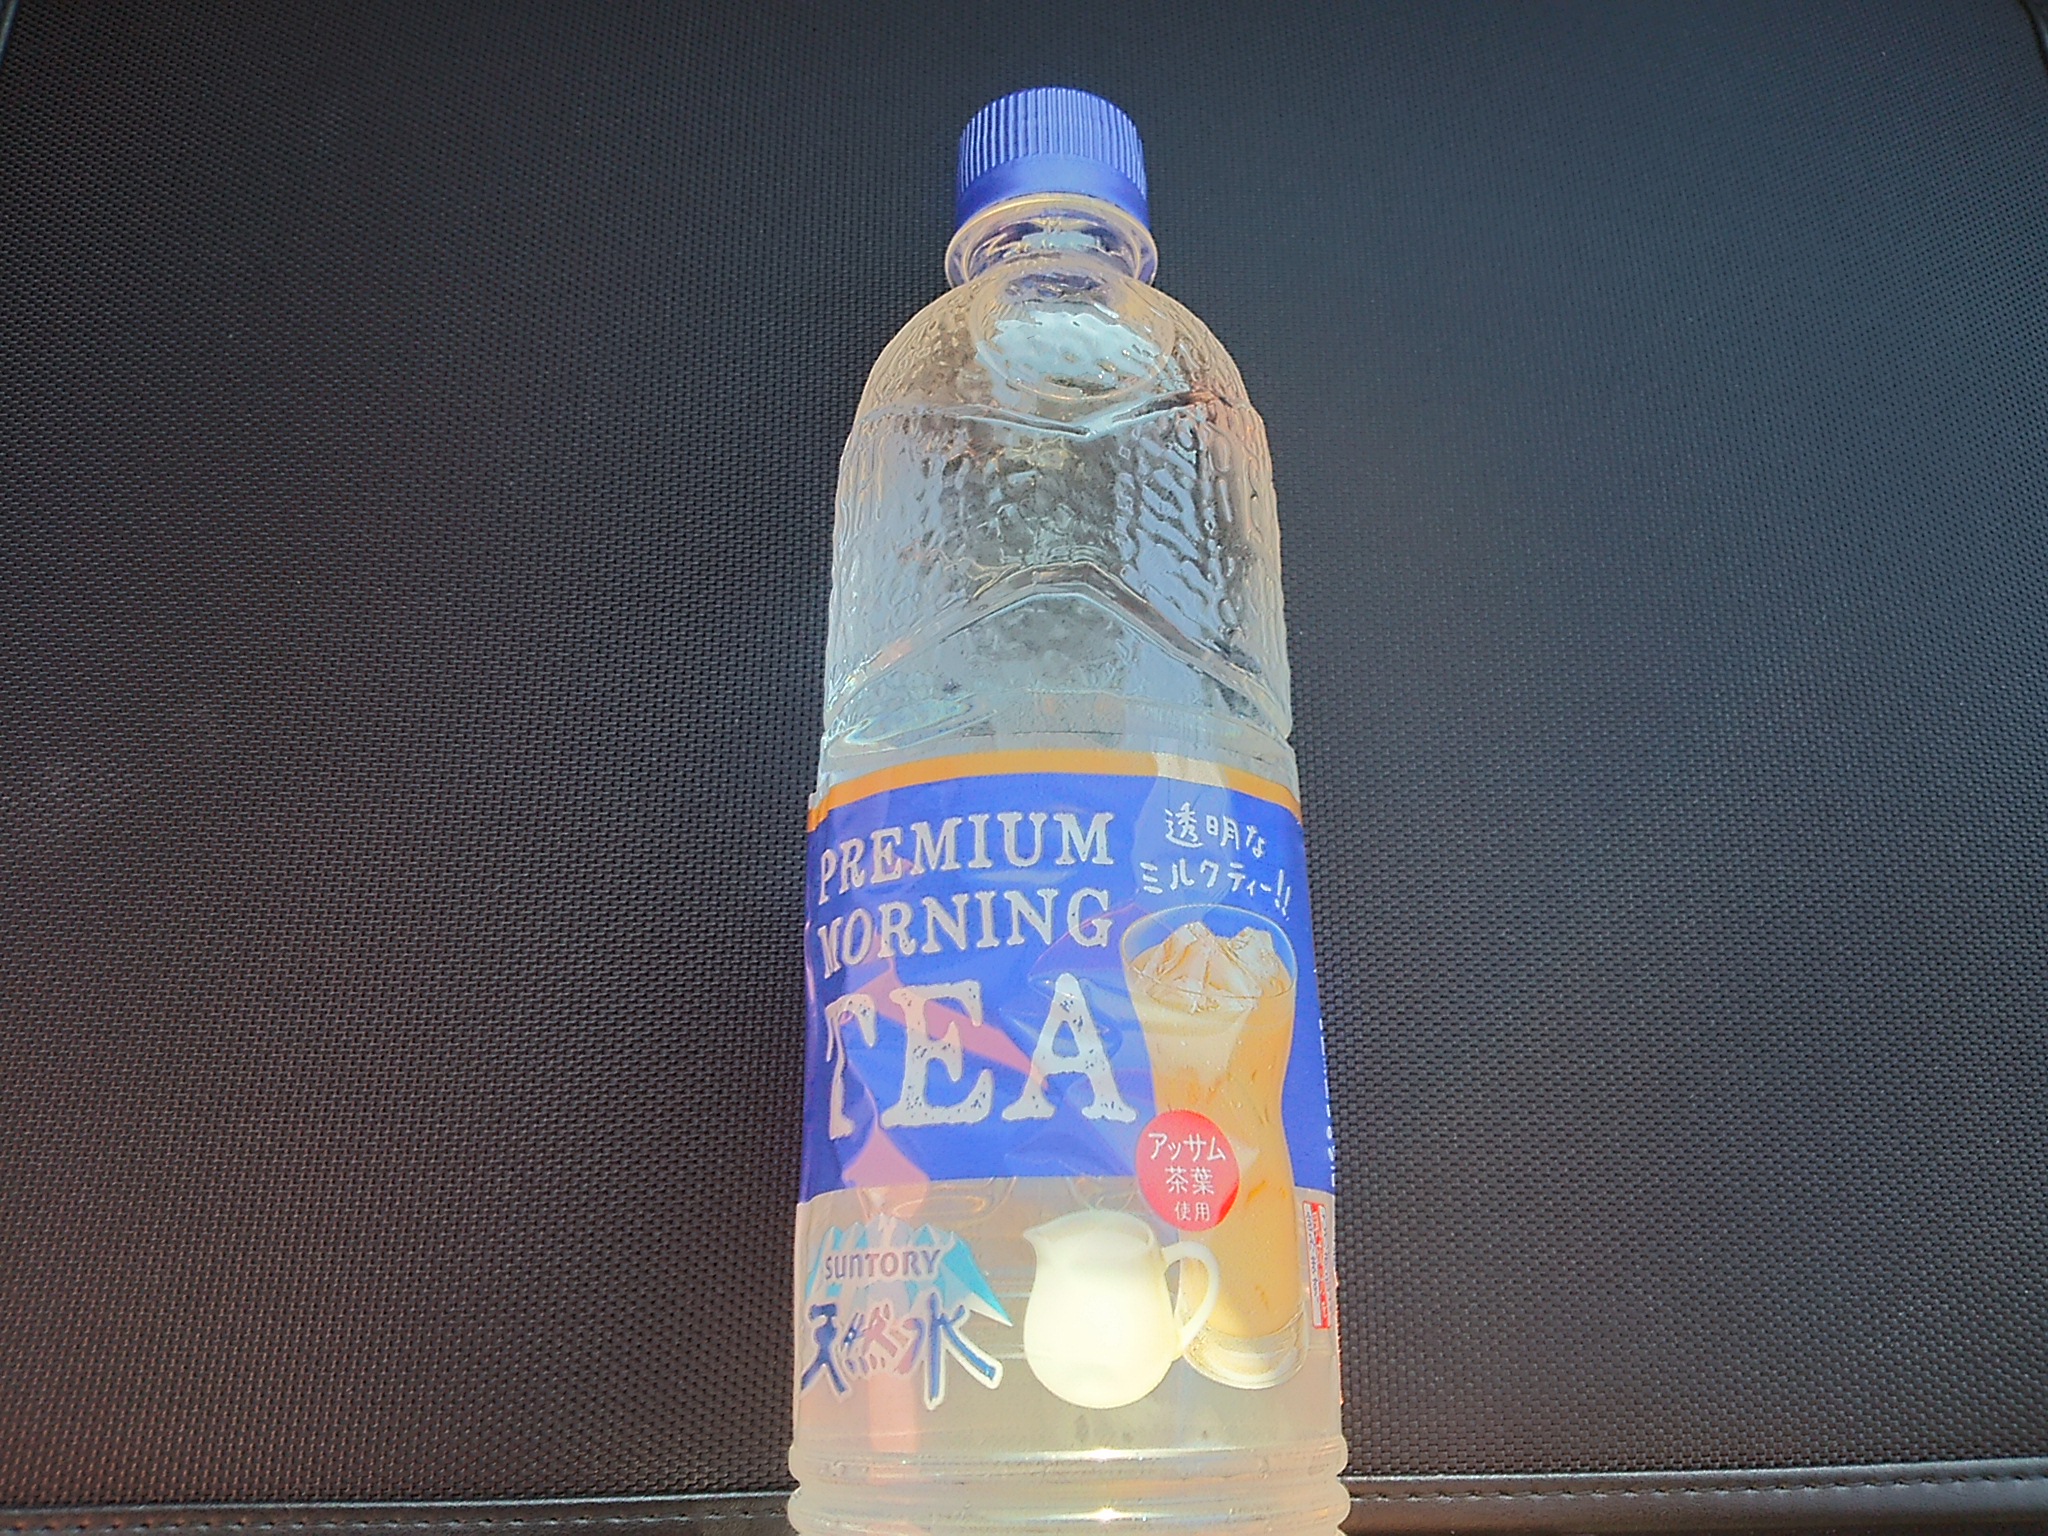 PREMIUM
MORNING
TEA
透明な
ミルクティー!!
アッサム
茶葉
使用
SUNTORY
天然水